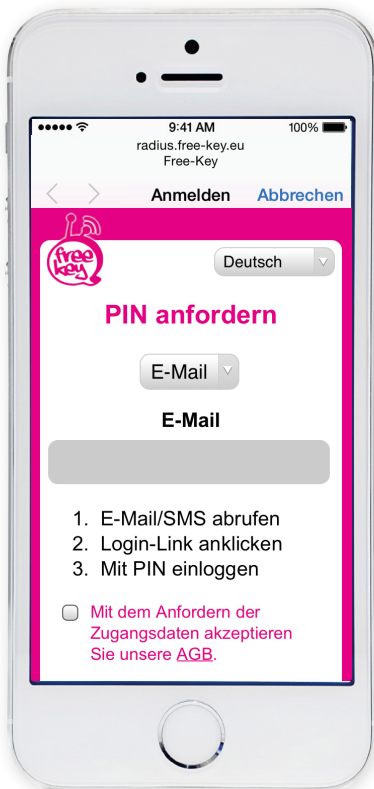 9:41 AM 100%
radius.free-key.eu
Free-Key
Anmelden Abbrechen
free
key
Deutsch
PIN anfordern
E-Mail
E-Mail
1. E-Mail/SMS abrufen
2. Login-Link anklicken
3. Mit PIN einloggen
Mit dem Anfordern der
Zugangsdaten akzeptieren
Sie unsere AGB.